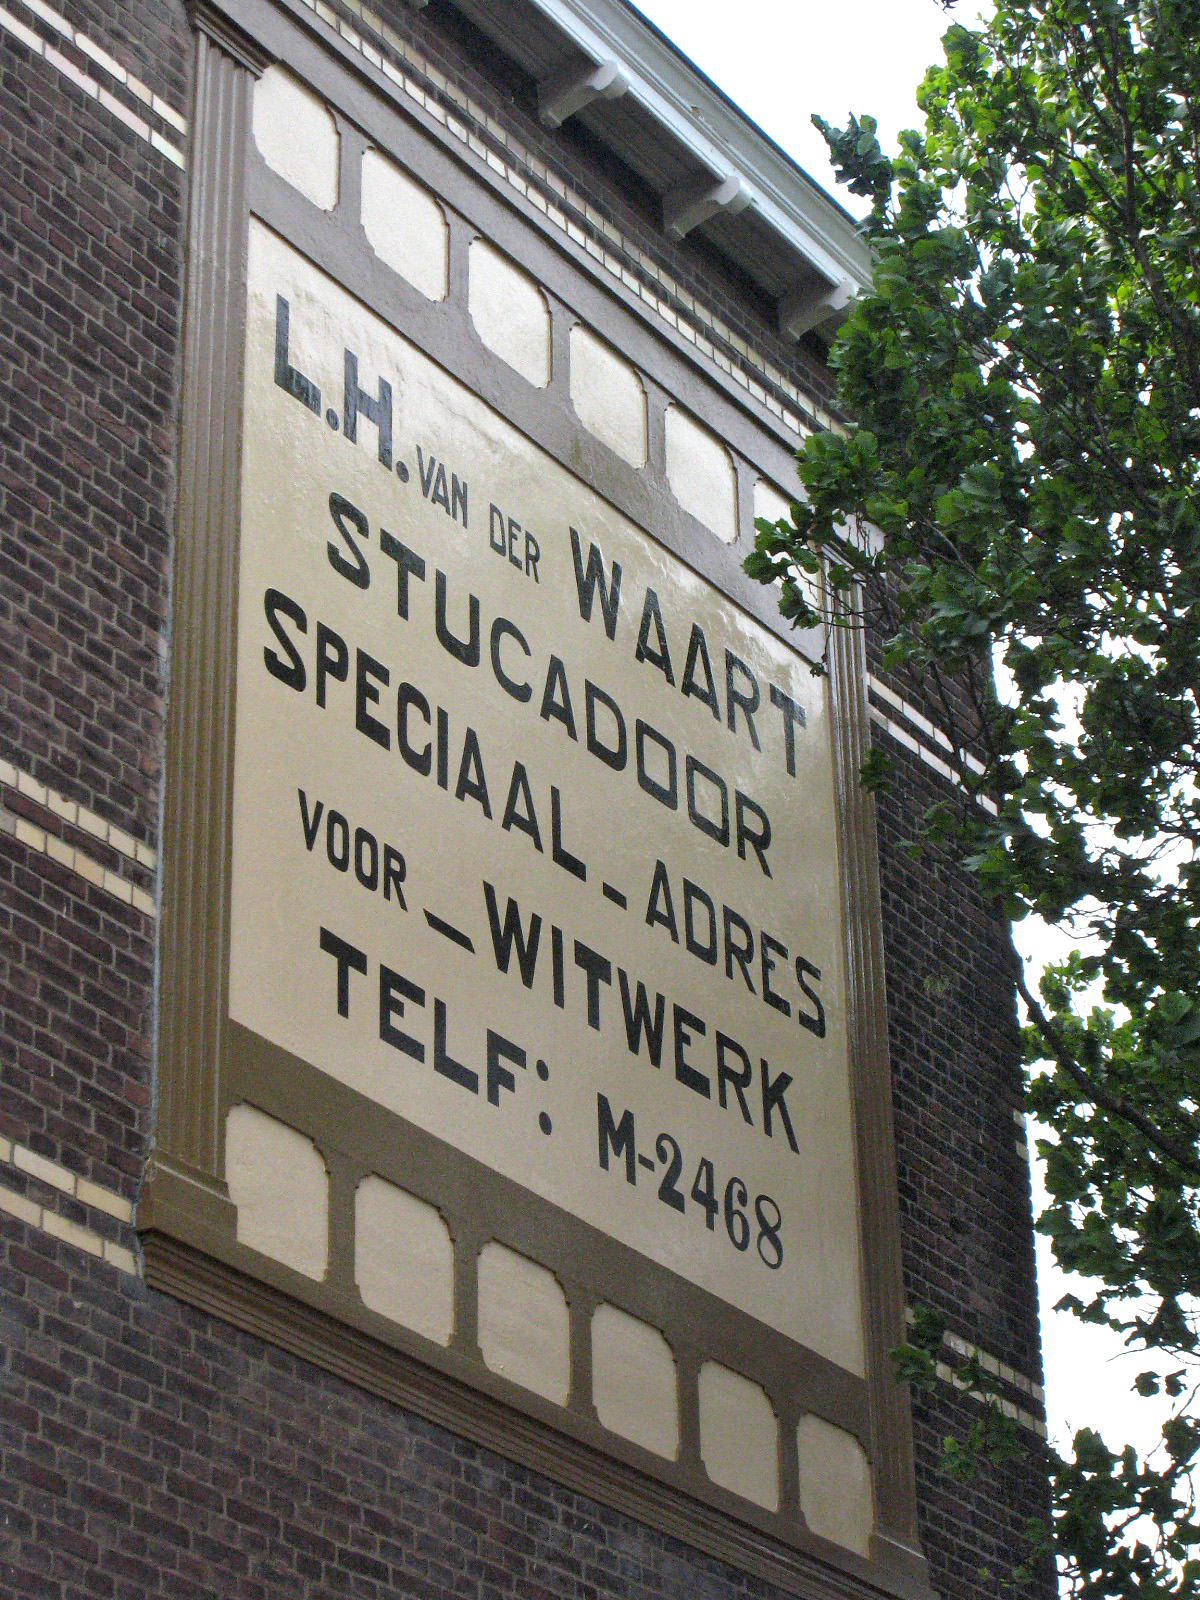 L.H. VAN DER WAART
STUCADOOR
SPECIAAL - ADRES
VOOR - WITWERK
TELF: M-2468